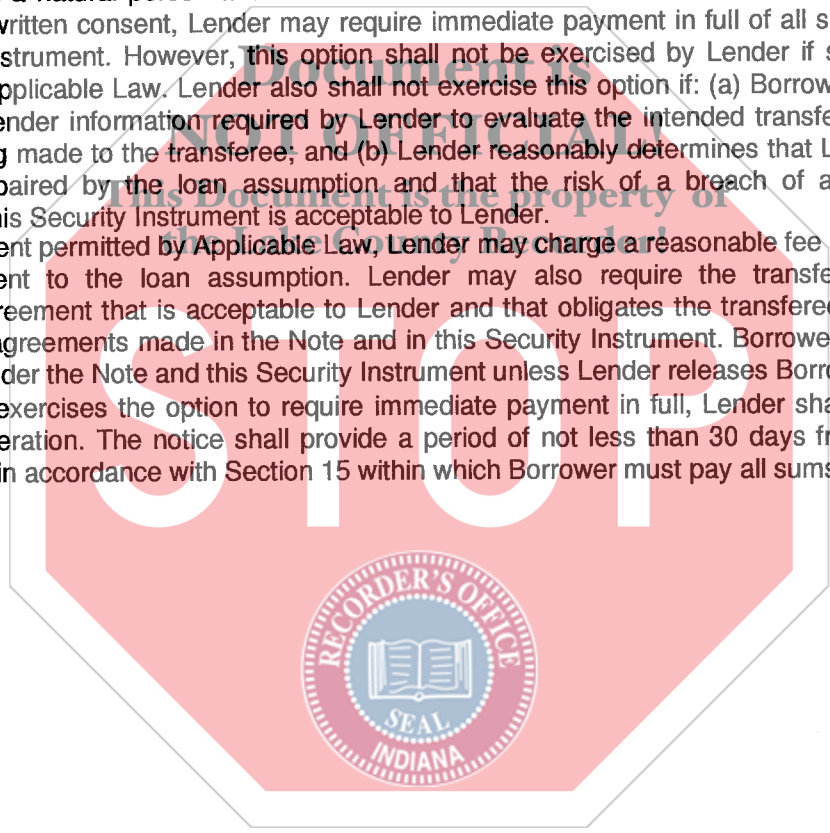 written consent, Lender may require immediate payment in full of all s
strument. However, this option shall not be exercised by Lender if s
pplicable Law. Lender also shall not exercise this option if: (a) Borrow
ender information required by Lender to evaluate the intended transfe
g made to the transferee; and (b) Lender reasonably determines that L
paired by the loan assumption and that the risk of a breach of a
his Security Instrument is acceptable to Lender.
ent permitted by Applicable Law, Lender may charge a reasonable fee
ent to the loan assumption. Lender may also require the transfe
reement that is acceptable to Lender and that obligates the transfere
agreements made in the Note and in this Security Instrument. Borrowe
der the Note and this Security Instrument unless Lender releases Borro
exercises the option to require immediate payment in full, Lender sha
eration. The notice shall provide a period of not less than 30 days fr
in accordance with Section 15 within which Borrower must pay all sums
Document is
NOT OFFICIAL!
This Document is the property of
the Lake County Recorder!
STOP
RECORDER'S OFFICE
SEAL
INDIANA